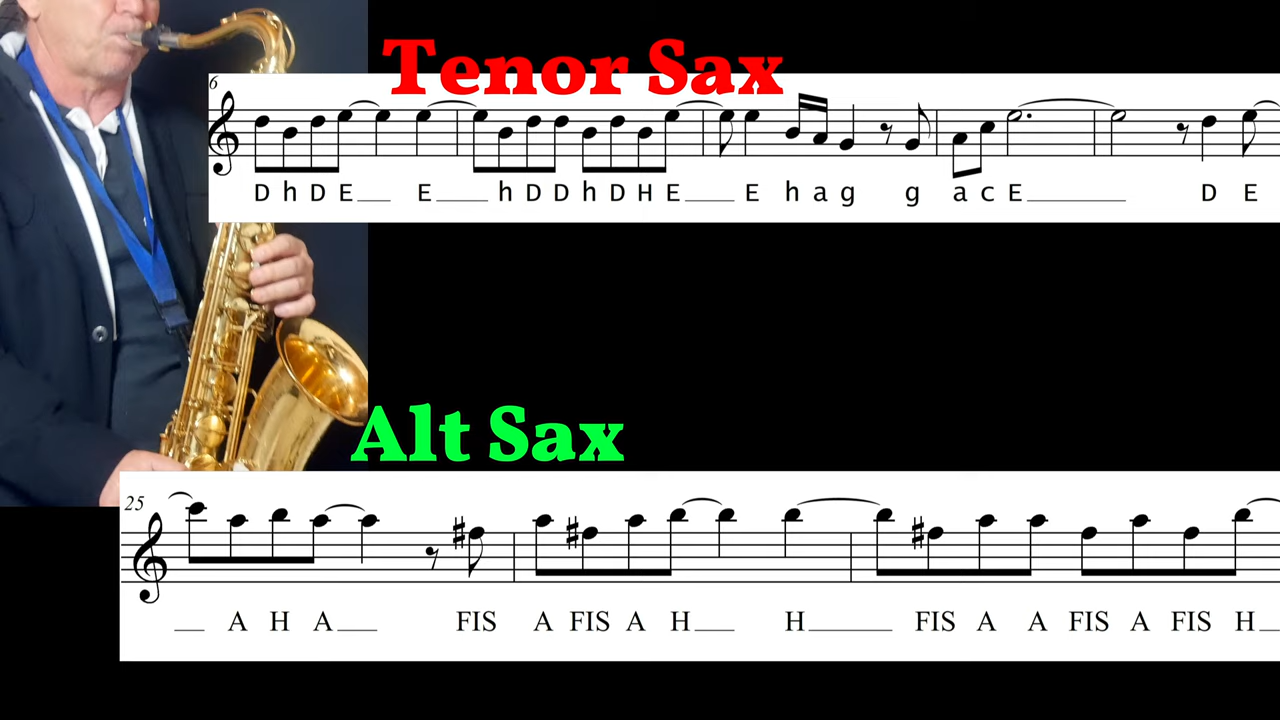 Tenor Sax
6
D h D E E h D D h D H E E h a g g a c E D E
Alt Sax
25
A H A FIS A FIS A H H FIS A A FIS A FIS H